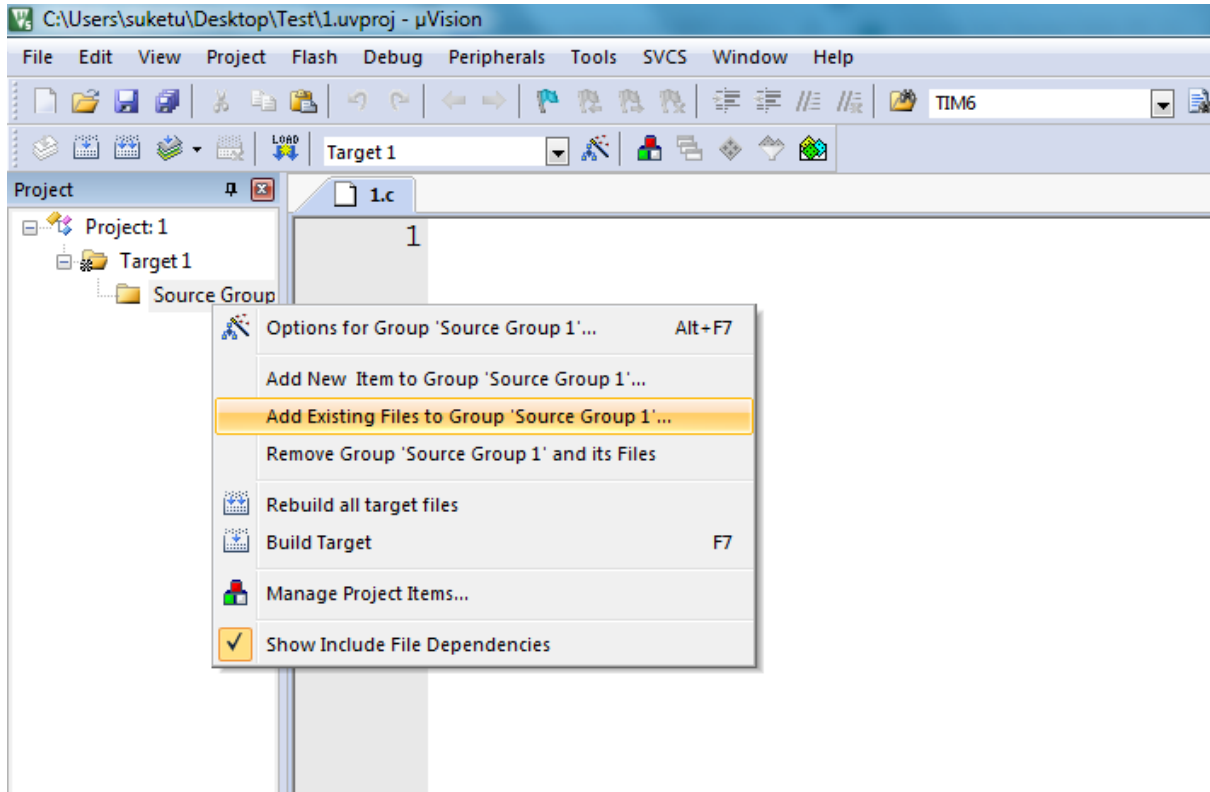 C:\Users\suketu\Desktop\Test\1.uvproj - µVision
File Edit View Project Flash Debug Peripherals Tools SVCS Window Help
TIM6
LOAD Target 1
Project
1.c
Project: 1
1
Target 1
Source Group
Options for Group 'Source Group 1'... Alt+F7
Add New Item to Group 'Source Group 1'...
Add Existing Files to Group 'Source Group 1'...
Remove Group 'Source Group 1' and its Files
Rebuild all target files
Build Target F7
Manage Project Items...
Show Include File Dependencies